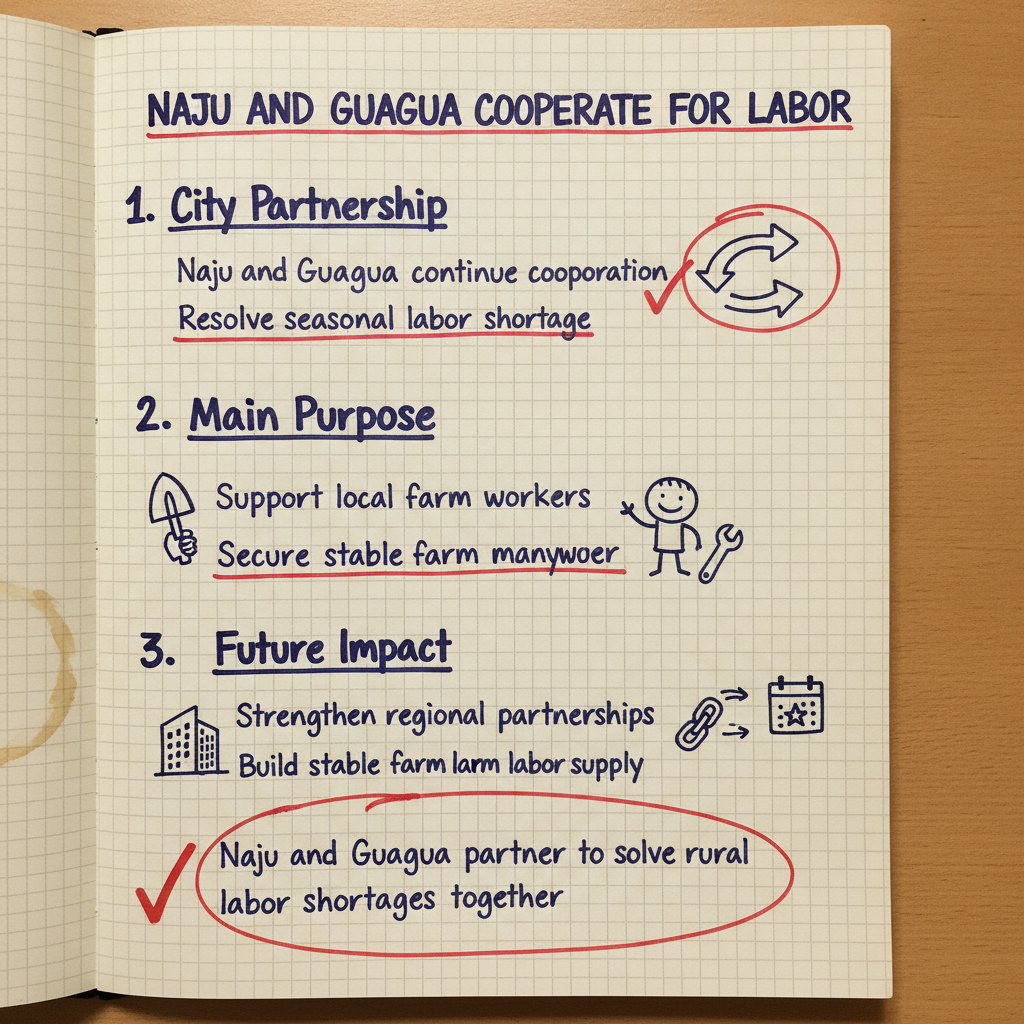 NAJU AND GUAGUA COOPERATE FOR LABOR
1. City Partnership
Naju and Guagua continue cooporation
Resolve seasonal labor shortage
2. Main Purpose
Support local farm workers
Secure stable farm manywoer
3. Future Impact
Strengthen regional partnerships
Build stable farm larm labor supply
Naju and Guagua partner to solve rural
labor shortages together